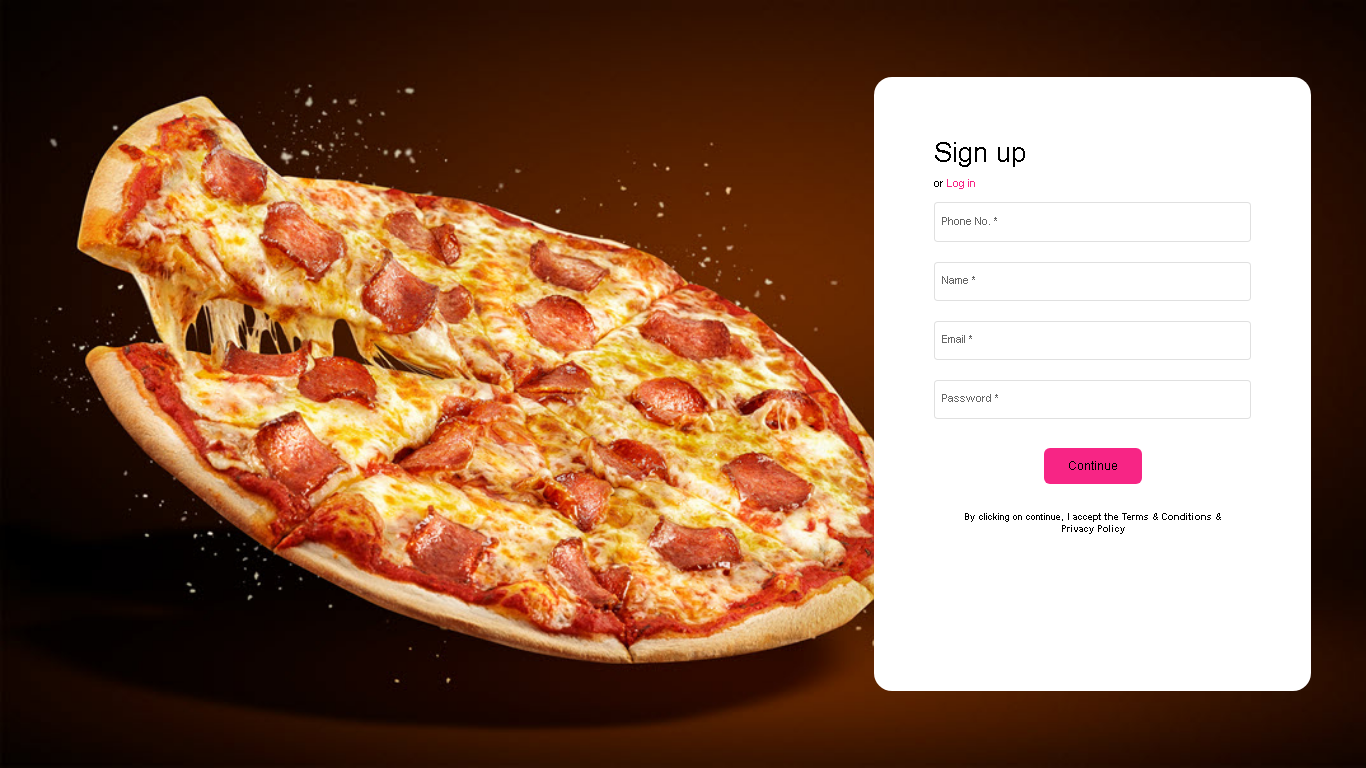 Sign up
or Log in
Phone No. *
Name *
Email *
Password *
Continue
By clicking on continue, I accept the Terms & Conditions &
Privacy Policy